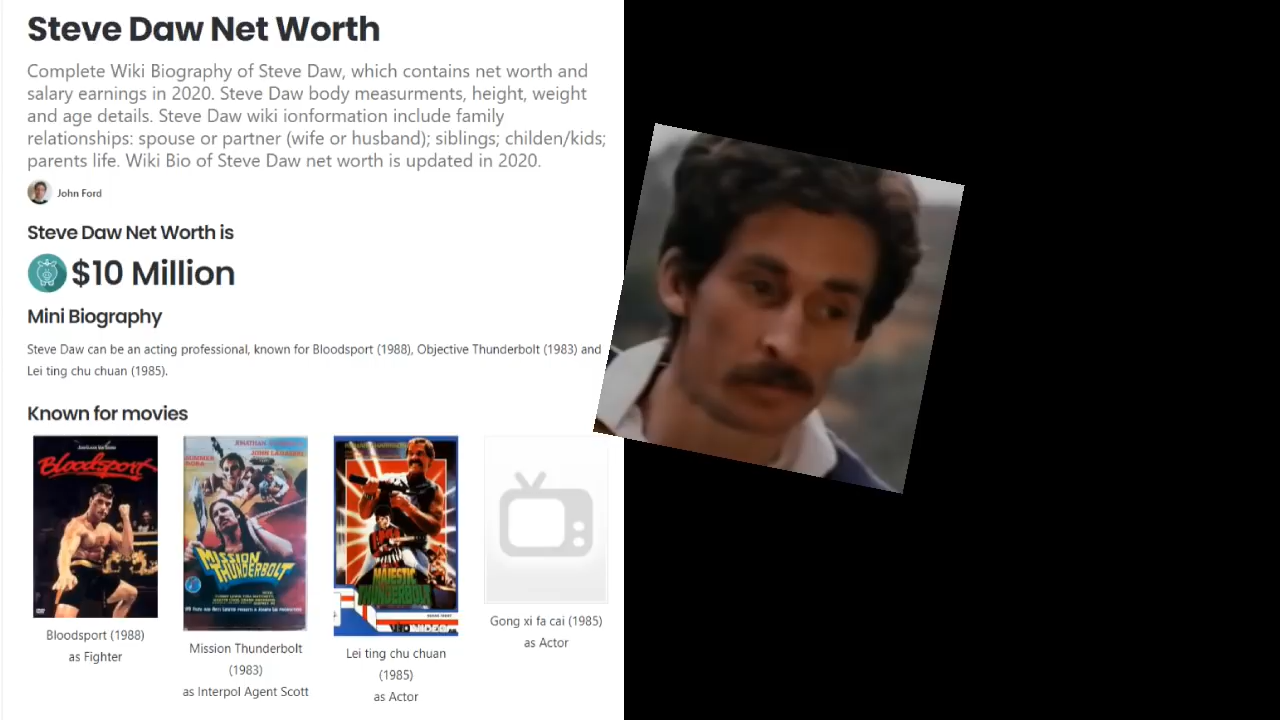 Steve Daw Net Worth
Complete Wiki Biography of Steve Daw, which contains net worth and
salary earnings in 2020. Steve Daw body measurments, height, weight
and age details. Steve Daw wiki ionformation include family
relationships: spouse or partner (wife or husband); siblings; childen/kids;
parents life. Wiki Bio of Steve Daw net worth is updated in 2020.
John Ford
Steve Daw Net Worth is
$10 Million
Mini Biography
Steve Daw can be an acting professional, known for Bloodsport (1988), Objective Thunderbolt (1983) and
Lei ting chu chuan (1985).
Known for movies
Bloodsport
MISSION
THUNDERBOLT
MAJESTIC
THUNDERBOLT
Bloodsport (1988)
as Fighter
Mission Thunderbolt
(1983)
as Interpol Agent Scott
Lei ting chu chuan
(1985)
as Actor
Gong xi fa cai (1985)
as Actor